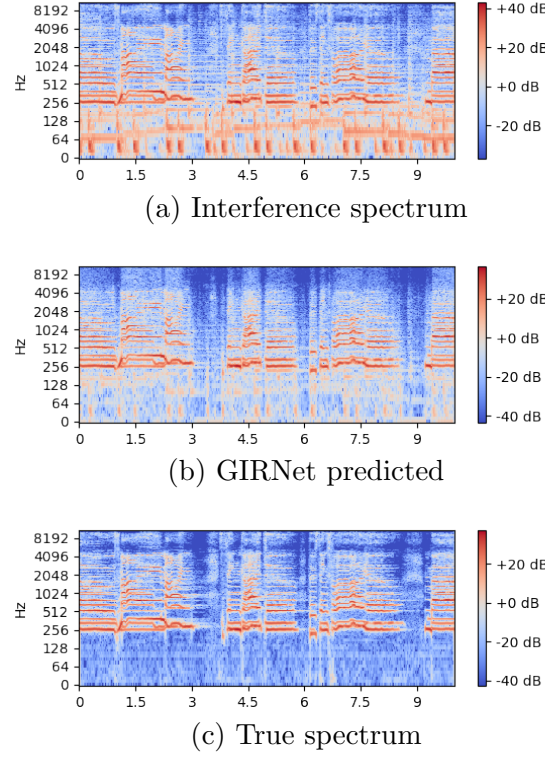 8192
4096
2048
1024
512
256
128
64
0
Hz
0 1.5 3 4.5 6 7.5 9
+40 dB
+20 dB
+0 dB
-20 dB
(a) Interference spectrum
8192
4096
2048
1024
512
256
128
64
0
Hz
0 1.5 3 4.5 6 7.5 9
+20 dB
+0 dB
-20 dB
-40 dB
(b) GIRNet predicted
8192
4096
2048
1024
512
256
128
64
0
Hz
0 1.5 3 4.5 6 7.5 9
+20 dB
+0 dB
-20 dB
-40 dB
(c) True spectrum